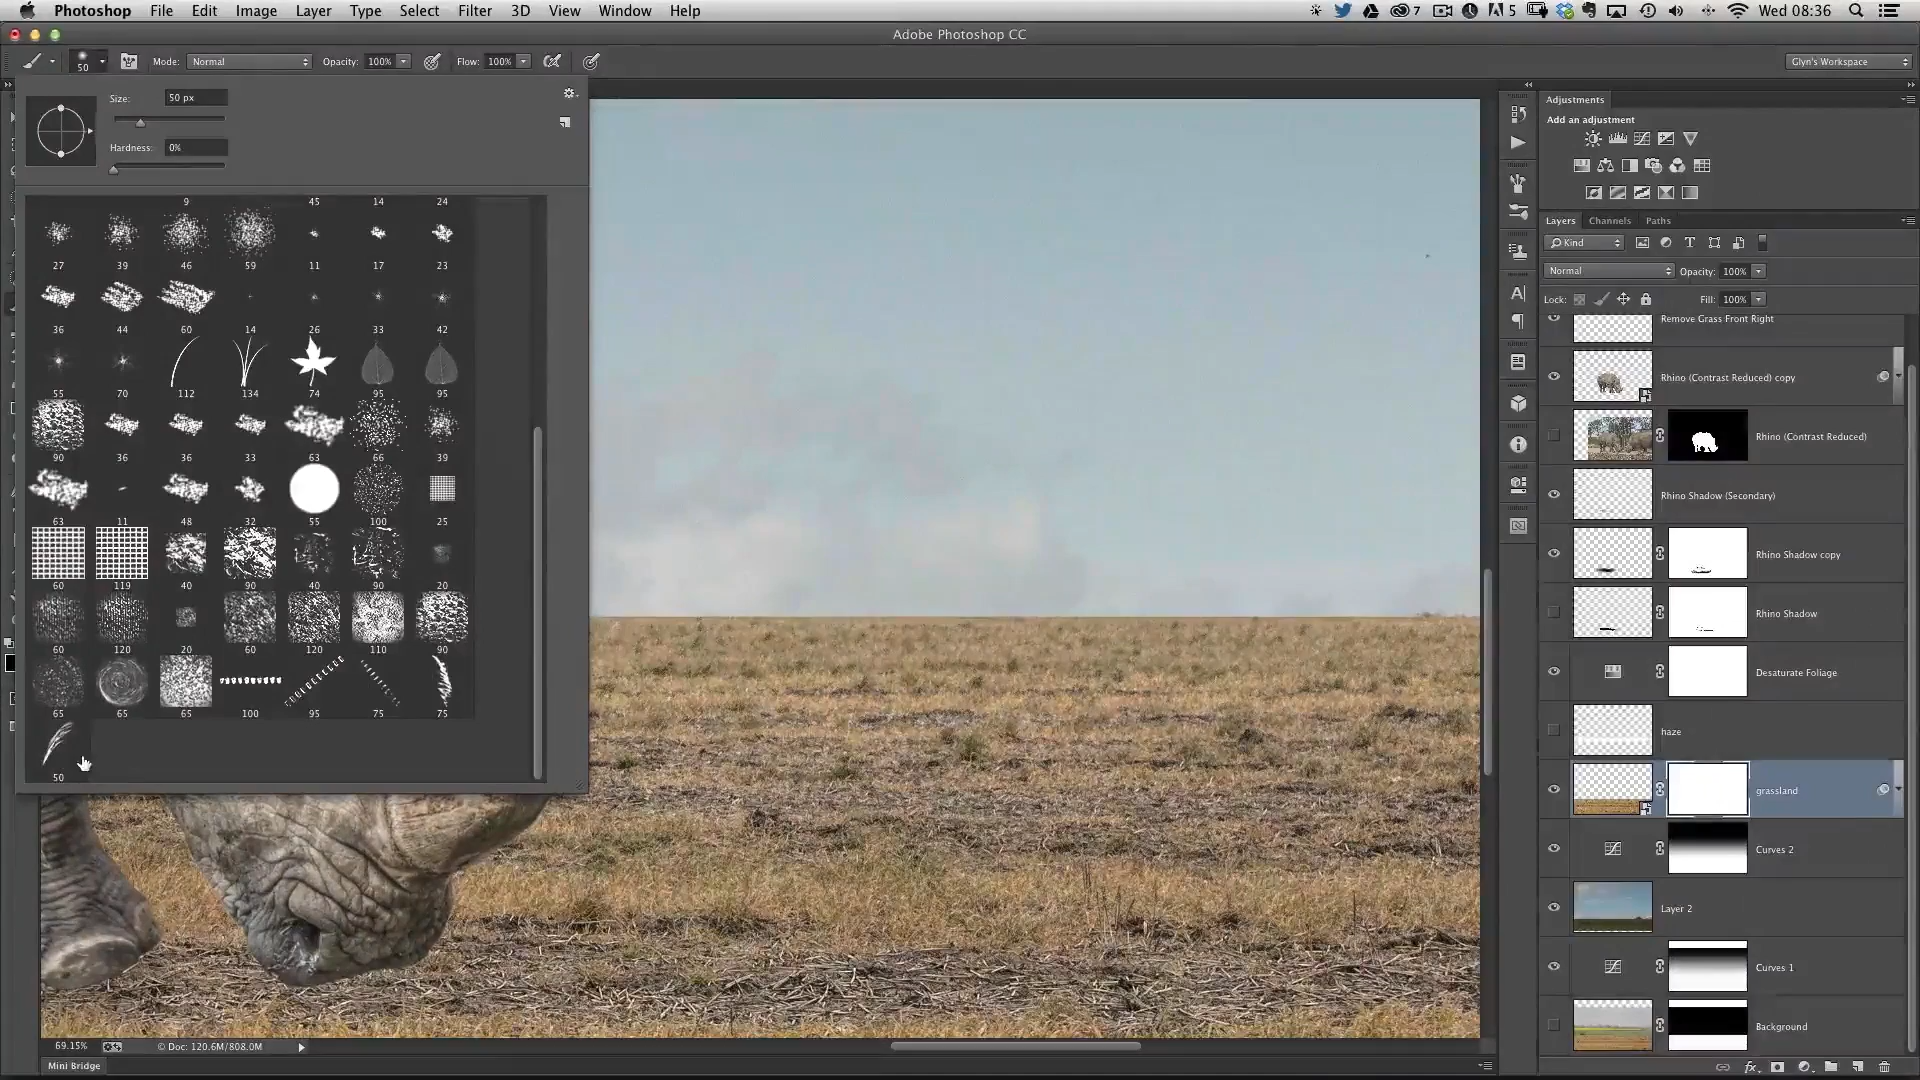 Photoshop File Edit Image Layer Type Select Filter 3D View Window Help 7 5 Wed 08:36
Adobe Photoshop CC
50 Mode: Normal Opacity: 100% Flow: 100% Glyn's Workspace
Size: 50 px
Hardness: 0%
9 45 14 24
27 39 46 59 11 17 23
36 44 60 14 26 33 42
55 70 112 134 74 95 95
90 36 36 33 63 66 39
63 11 48 32 55 100 25
60 119 40 90 40 90 20
60 120 20 60 120 110 90
65 65 65 100 95 75 75
50
Adjustments
Add an adjustment
Layers Channels Paths
Kind
Normal Opacity: 100%
Lock: Fill: 100%
Remove Grass Front Right
Rhino (Contrast Reduced) copy
Rhino (Contrast Reduced)
Rhino Shadow (Secondary)
Rhino Shadow copy
Rhino Shadow
Desaturate Foliage
haze
grassland
Curves 2
Layer 2
Curves 1
Background
69.15% © Doc: 120.6M/808.0M
Mini Bridge